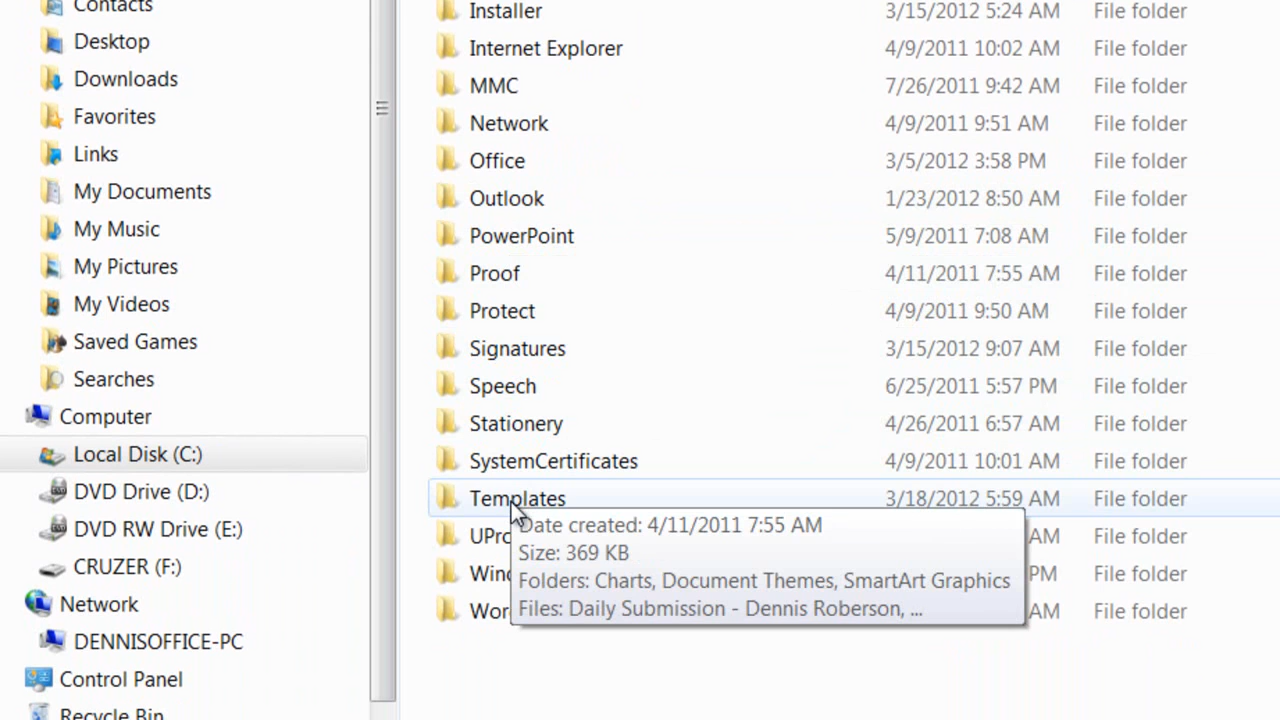 Contacts
Desktop
Downloads
Favorites
Links
My Documents
My Music
My Pictures
My Videos
Saved Games
Searches
Computer
Local Disk (C:)
DVD Drive (D:)
DVD RW Drive (E:)
CRUZER (F:)
Network
DENNISOFFICE-PC
Control Panel
Recycle Bin
Installer 3/15/2012 5:24 AM File folder
Internet Explorer 4/9/2011 10:02 AM File folder
MMC 7/26/2011 9:42 AM File folder
Network 4/9/2011 9:51 AM File folder
Office 3/5/2012 3:58 PM File folder
Outlook 1/23/2012 8:50 AM File folder
PowerPoint 5/9/2011 7:08 AM File folder
Proof 4/11/2011 7:55 AM File folder
Protect 4/9/2011 9:50 AM File folder
Signatures 3/15/2012 9:07 AM File folder
Speech 6/25/2011 5:57 PM File folder
Stationery 4/26/2011 6:57 AM File folder
SystemCertificates 4/9/2011 10:01 AM File folder
Templates 3/18/2012 5:59 AM File folder
UPro AM File folder
Wind PM File folder
Wor AM File folder
Date created: 4/11/2011 7:55 AM
Size: 369 KB
Folders: Charts, Document Themes, SmartArt Graphics
Files: Daily Submission - Dennis Roberson, ...